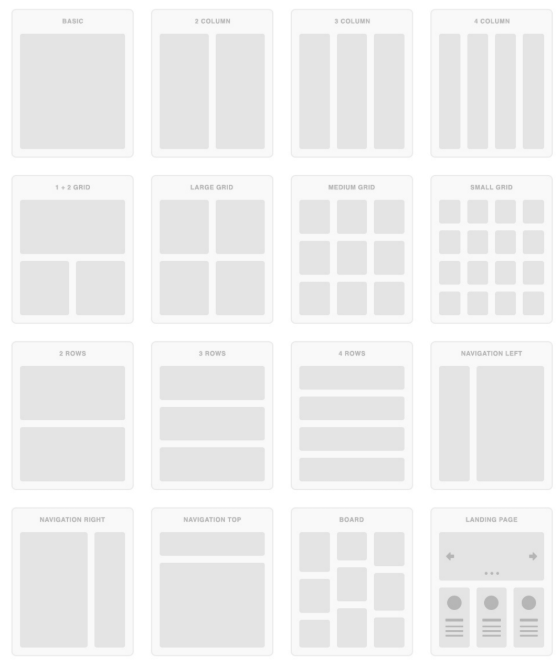 BASIC
2 COLUMN
3 COLUMN
4 COLUMN
1 + 2 GRID
LARGE GRID
MEDIUM GRID
SMALL GRID
2 ROWS
3 ROWS
4 ROWS
NAVIGATION LEFT
NAVIGATION RIGHT
NAVIGATION TOP
BOARD
LANDING PAGE